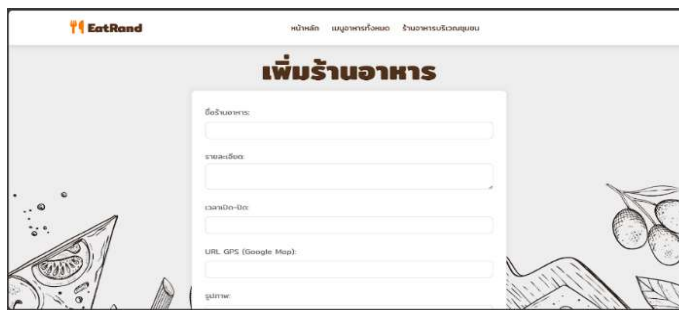 EatRand
หน้าหลัก เมนูอาหารทั้งหมด ร้านอาหารบริเวณชุมชน
เพิ่มร้านอาหาร
ชื่อร้านอาหาร:
รายละเอียด:
เวลาเปิด-ปิด:
URL GPS (Google Map):
รูปภาพ: